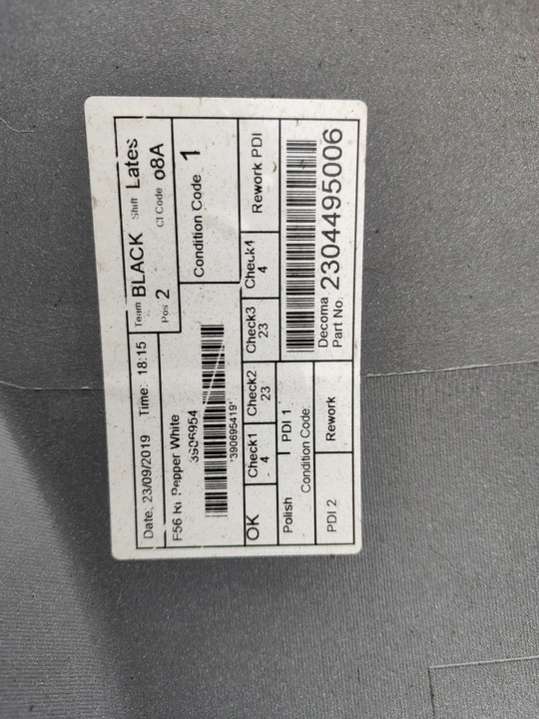 Date: 23/09/2019 Time: 18:15 Team BLACK Shift Lates
Pos 2 CI Code 08A
F56 Pepper White
3906954
*390695419*
Condition Code 1
OK Check1 4 Check2 23 Check3 23 Check4 4 Rework PDI
Polish PDI 1
Condition Code
PDI 2 Rework
Decoma
Part No. 2304495006